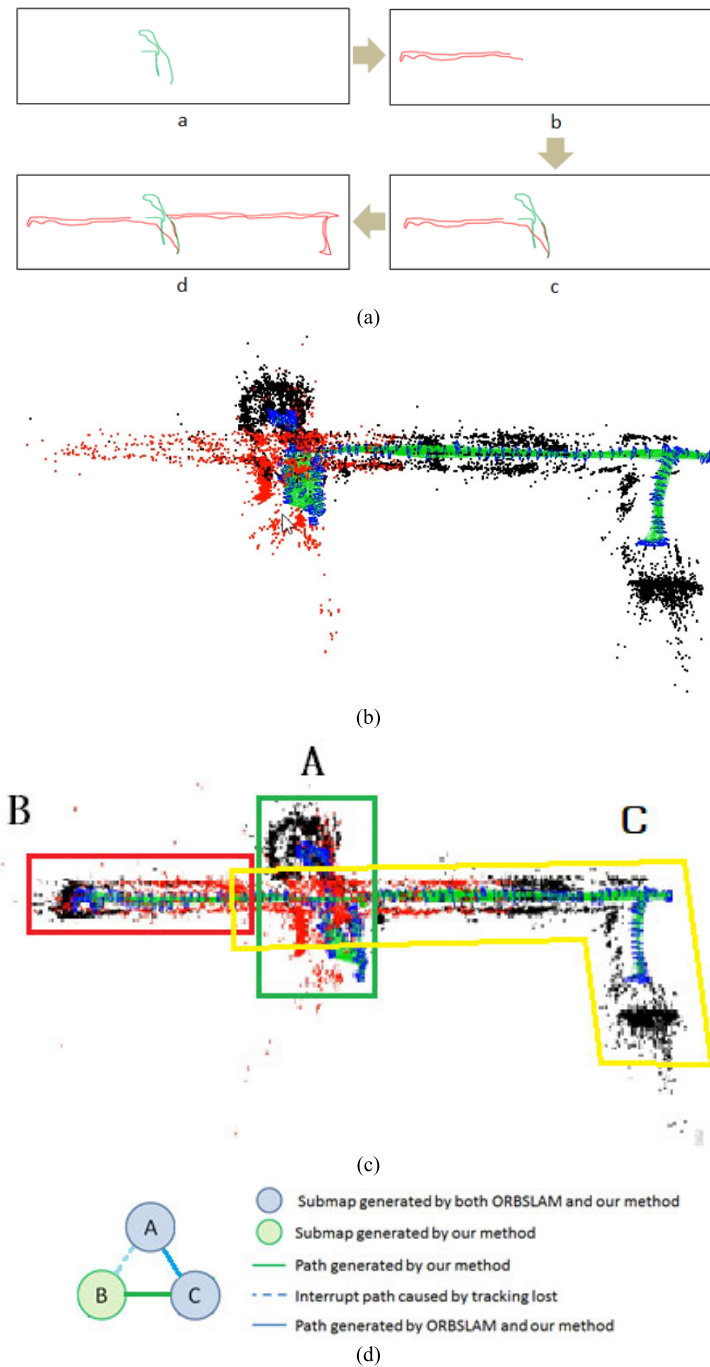 a
b
d
c
(a)
(b)
A
B
C
(c)
A
B
C
Submap generated by both ORBSLAM and our method
Submap generated by our method
Path generated by our method
Interrupt path caused by tracking lost
Path generated by ORBSLAM and our method
(d)